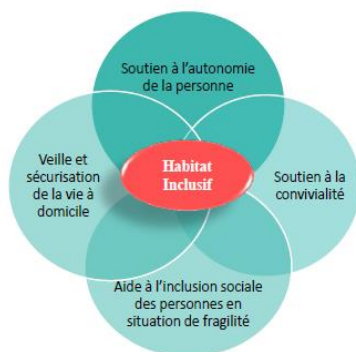 Soutien à l'autonomie
de la personne
Veille et
sécurisation
de la vie à
domicile
Habitat
Inclusif
Soutien à la
convivialité
Aide à l'inclusion sociale
des personnes en
situation de fragilité